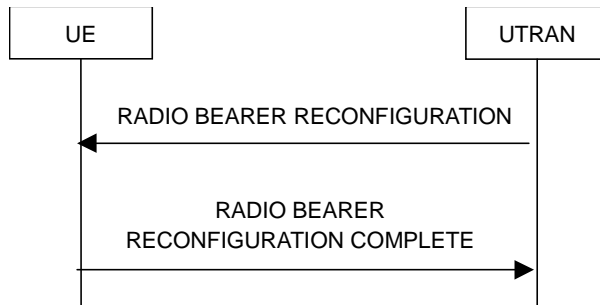 UE
UTRAN
RADIO BEARER RECONFIGURATION
RADIO BEARER
RECONFIGURATION COMPLETE